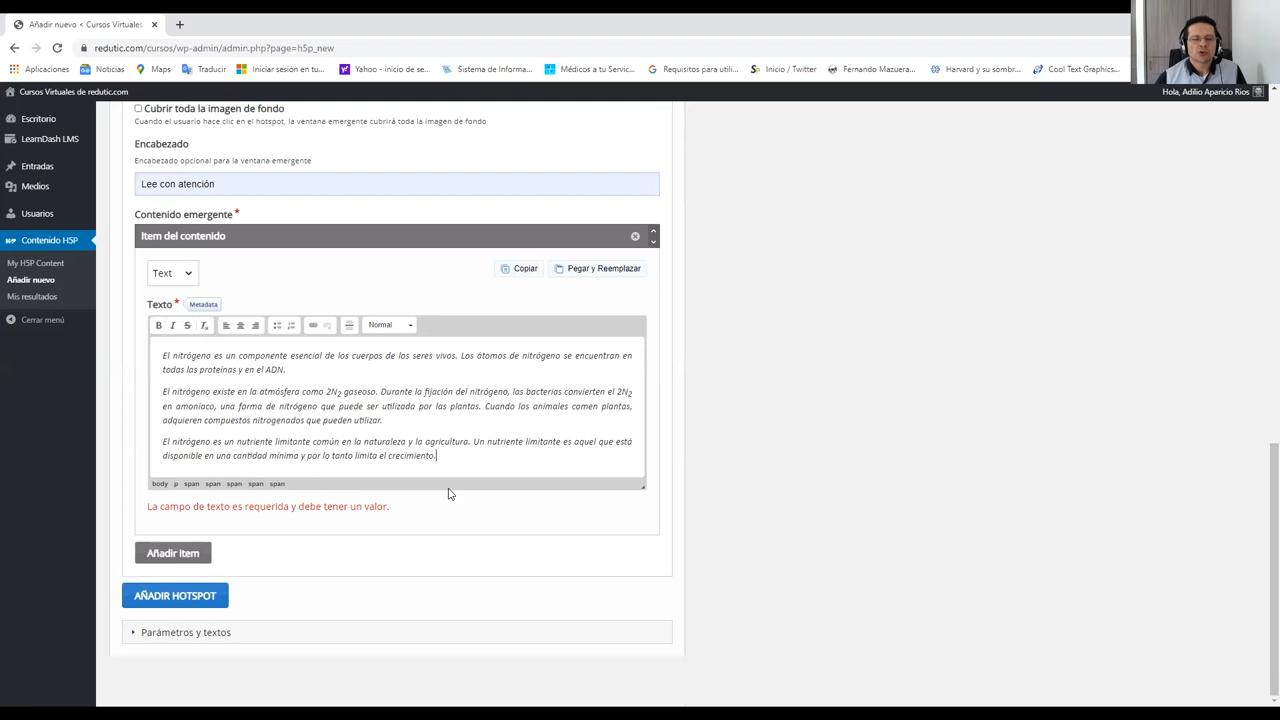 Añadir nuevo < Cursos Virtuales
redutic.com/cursos/wp-admin/admin.php?page=h5p_new
Aplicaciones Noticias Maps Traducir Iniciar sesión en tu... Yahoo - inicio de se... Sistema de Informa... Médicos a tu Servic... Requisitos para utili... Inicio / Twitter Fernando Mazuera... Harvard y su sombr... Cool Text Graphics...
Cursos Virtuales de redutic.com Hola, Adilio Aparicio Rios
Escritorio
LearnDash LMS
Entradas
Medios
Usuarios
Contenido H5P
My H5P Content
Añadir nuevo
Mis resultados
Cerrar menú
Cubrir toda la imagen de fondo
Cuando el usuario hace clic en el hotspot, la ventana emergente cubrirá toda la imagen de fondo
Encabezado
Encabezado opcional para la ventana emergente
Lee con atención
Contenido emergente *
Item del contenido
Text Copiar Pegar y Reemplazar
Texto * Metadata
B I S Tx Normal
El nitrógeno es un componente esencial de los cuerpos de los seres vivos. Los átomos de nitrógeno se encuentran en
todas las proteínas y en el ADN.
El nitrógeno existe en la atmósfera como 2N2 gaseoso. Durante la fijación del nitrógeno, las bacterias convierten el 2N2
en amoniaco, una forma de nitrógeno que puede ser utilizada por las plantas. Cuando los animales comen plantas,
adquieren compuestos nitrogenados que pueden utilizar.
El nitrógeno es un nutriente limitante común en la naturaleza y la agricultura. Un nutriente limitante es aquel que está
disponible en una cantidad mínima y por lo tanto limita el crecimiento.
body p span span span span span
La campo de texto es requerida y debe tener un valor.
Añadir item
AÑADIR HOTSPOT
Parámetros y textos